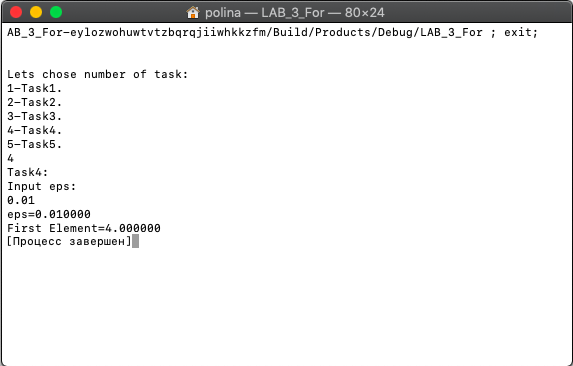 polina — LAB_3_For — 80×24
AB_3_For-eylozwohuwtvtzbqrqjiiwhkkzfm/Build/Products/Debug/LAB_3_For ; exit;
Lets chose number of task:
1-Task1.
2-Task2.
3-Task3.
4-Task4.
5-Task5.
4
Task4:
Input eps:
0.01
eps=0.010000
First Element=4.000000
[Процесс завершен]